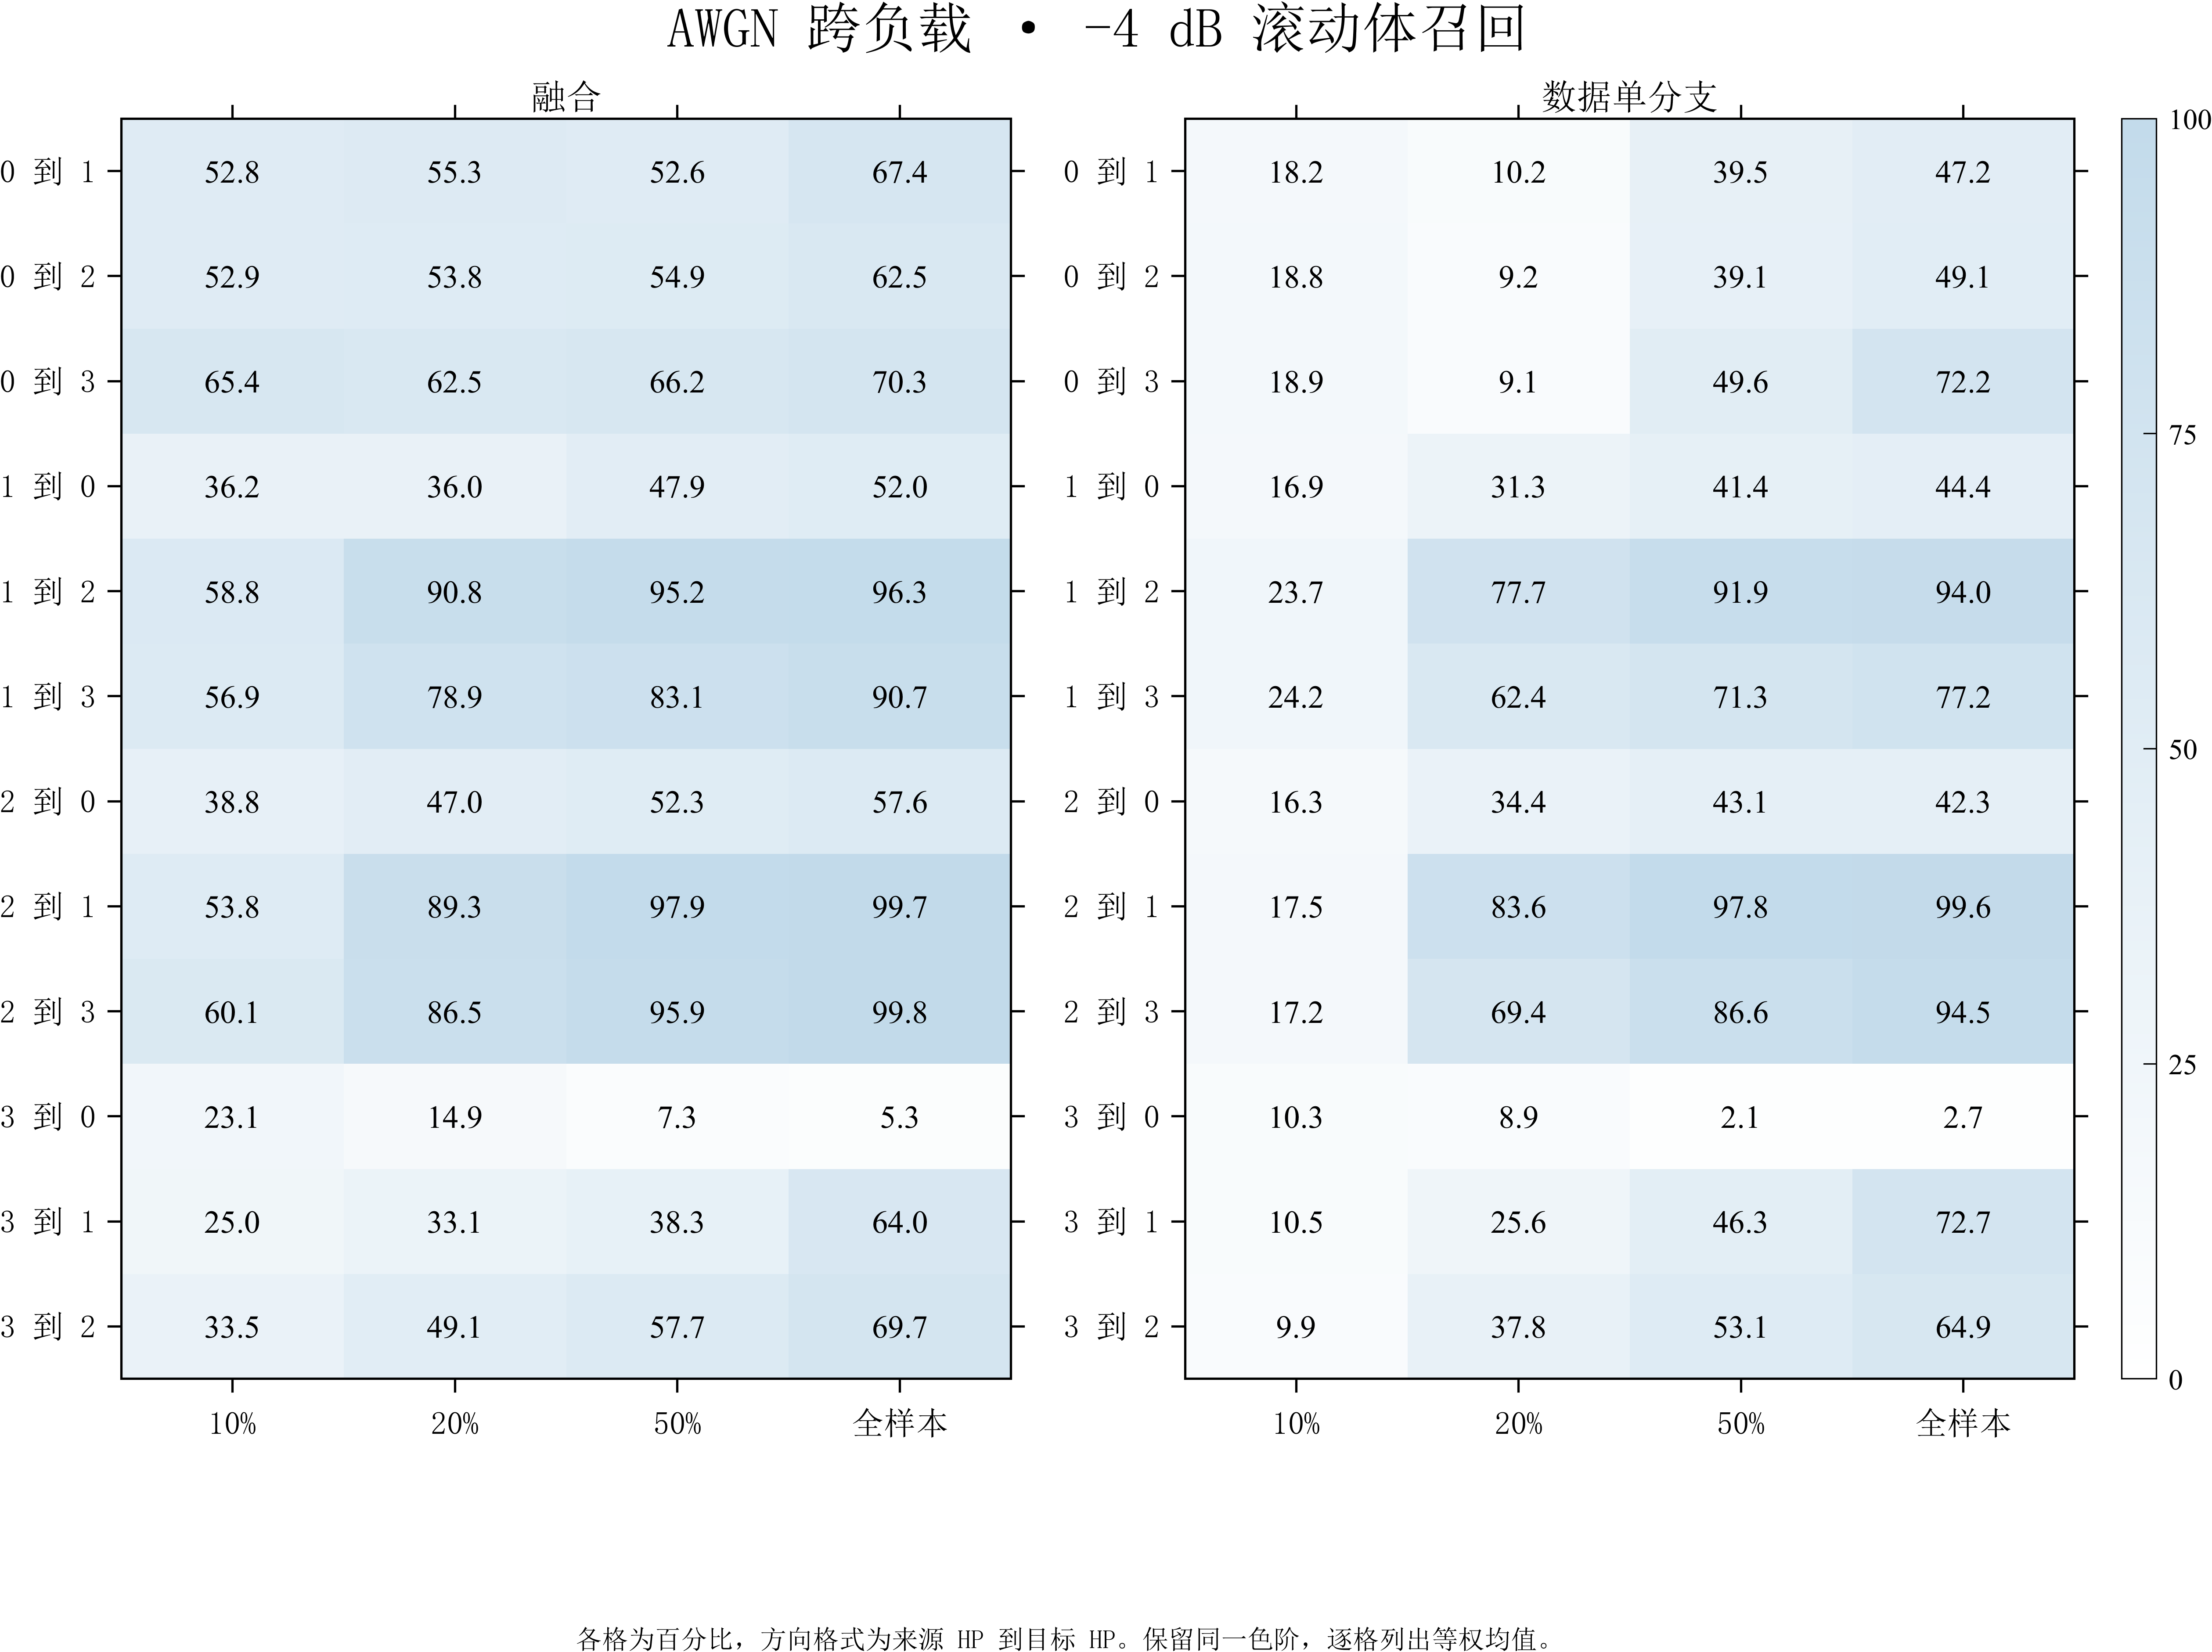 AWGN 跨负载 · −4 dB 滚动体召回
融合
0 到 1 52.8 55.3 52.6 67.4
0 到 2 52.9 53.8 54.9 62.5
0 到 3 65.4 62.5 66.2 70.3
1 到 0 36.2 36.0 47.9 52.0
1 到 2 58.8 90.8 95.2 96.3
1 到 3 56.9 78.9 83.1 90.7
2 到 0 38.8 47.0 52.3 57.6
2 到 1 53.8 89.3 97.9 99.7
2 到 3 60.1 86.5 95.9 99.8
3 到 0 23.1 14.9 7.3 5.3
3 到 1 25.0 33.1 38.3 64.0
3 到 2 33.5 49.1 57.7 69.7
10% 20% 50% 全样本
数据单分支
0 到 1 18.2 10.2 39.5 47.2
0 到 2 18.8 9.2 39.1 49.1
0 到 3 18.9 9.1 49.6 72.2
1 到 0 16.9 31.3 41.4 44.4
1 到 2 23.7 77.7 91.9 94.0
1 到 3 24.2 62.4 71.3 77.2
2 到 0 16.3 34.4 43.1 42.3
2 到 1 17.5 83.6 97.8 99.6
2 到 3 17.2 69.4 86.6 94.5
3 到 0 10.3 8.9 2.1 2.7
3 到 1 10.5 25.6 46.3 72.7
3 到 2 9.9 37.8 53.1 64.9
10% 20% 50% 全样本
100
75
50
25
0
各格为百分比，方向格式为来源 HP 到目标 HP。保留同一色阶，逐格列出等权均值。